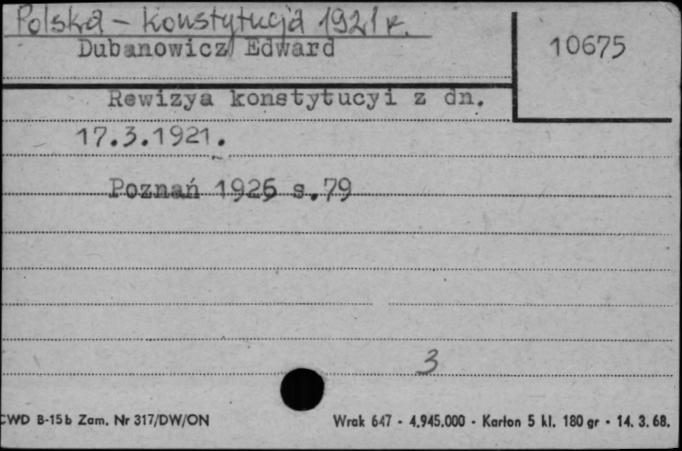 Polska - Konstytucja 1921 r.
Dubanowicz Edward
10675
Rewizya konstytucyi z dn.
17.3.1921.
Poznań 1926 s.79
3
CWD B-15b Zam. Nr 317/DW/ON
Wrak 647 - 4.945.000 - Karton 5 kl. 180 gr - 14. 3. 68.